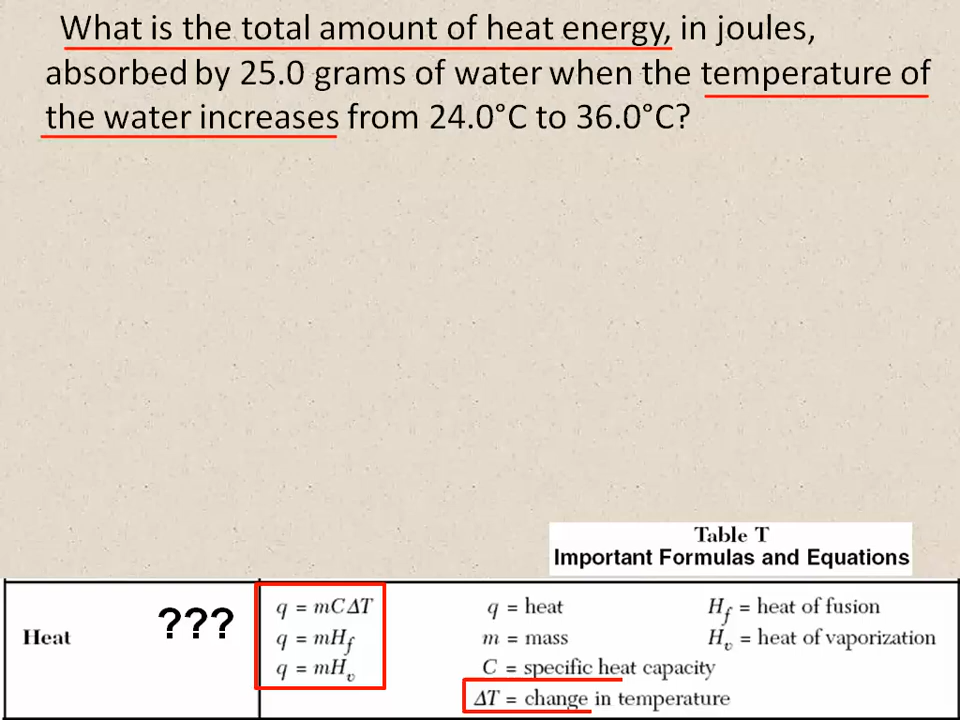 What is the total amount of heat energy, in joules,
absorbed by 25.0 grams of water when the temperature of
the water increases from 24.0°C to 36.0°C?
Table T
Important Formulas and Equations
Heat
???
q = mCΔT
q = mH_f
q = mH_v
q = heat
m = mass
C = specific heat capacity
ΔT = change in temperature
H_f = heat of fusion
H_v = heat of vaporization